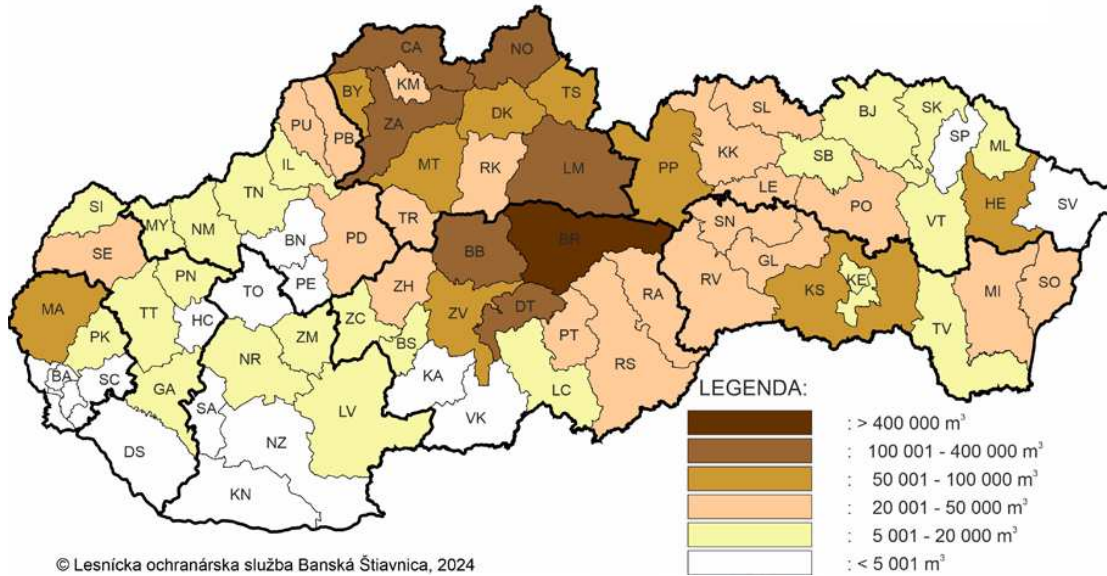 CA
NO
BY
KM
TS
ZA
DK
PU
PB
MT
RK
LM
PP
SL
KK
BJ
SK
SP
ML
SB
LE
PO
VT
HE
SV
IL
TN
SI
MY
NM
SE
BN
PD
TR
BB
BR
SN
GL
RV
KS
KE
MI
SO
TV
MA
PN
TO
PE
ZH
ZV
DT
RA
PT
RS
TT
HC
ZC
BS
PK
NR
ZM
KA
LC
BA
SC
GA
SA
LV
VK
DS
NZ
KN
LEGENDA:
: > 400 000 m³
: 100 001 - 400 000 m³
: 50 001 - 100 000 m³
: 20 001 - 50 000 m³
: 5 001 - 20 000 m³
: < 5 001 m³
© Lesnícka ochranárska služba Banská Štiavnica, 2024